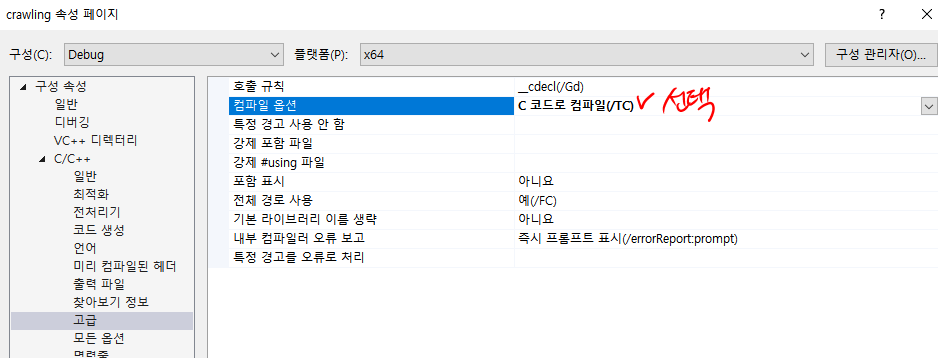 crawling 속성 페이지
? ×
구성(C): Debug 플랫폼(P): x64 구성 관리자(O)...
구성 속성
일반
디버깅
VC++ 디렉터리
C/C++
일반
최적화
전처리기
코드 생성
언어
미리 컴파일된 헤더
출력 파일
찾아보기 정보
고급
모든 옵션
명령줄
호출 규칙 __cdecl(/Gd)
컴파일 옵션 C 코드로 컴파일(/TC) ✓ 선택
특정 경고 사용 안 함
강제 포함 파일
강제 #using 파일
포함 표시 아니요
전체 경로 사용 예(/FC)
기본 라이브러리 이름 생략 아니요
내부 컴파일러 오류 보고 즉시 프롬프트 표시(/errorReport:prompt)
특정 경고를 오류로 처리